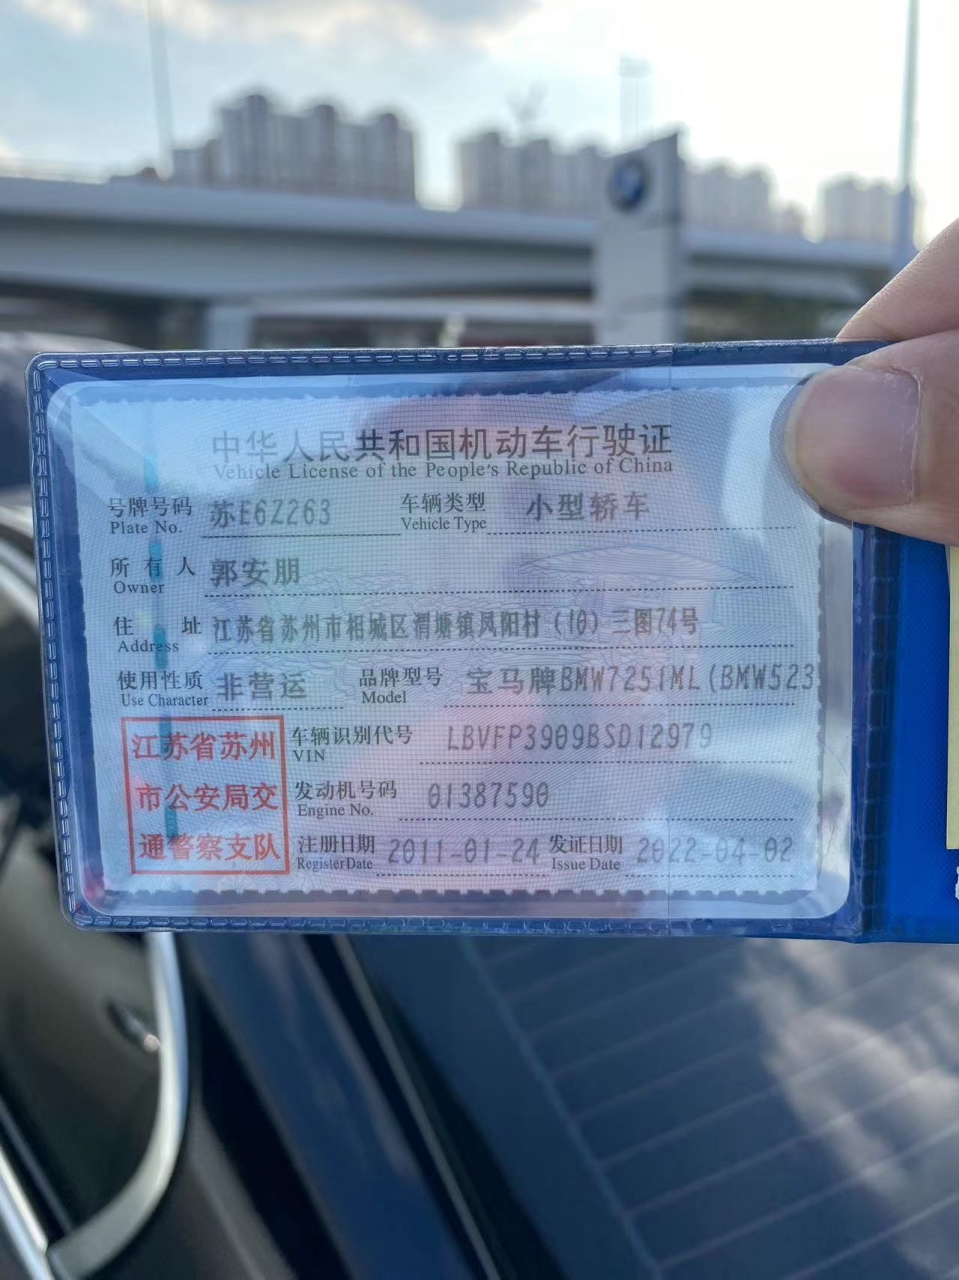 中华人民共和国机动车行驶证
Vehicle License of the People's Republic of China
号牌号码 苏E6Z263 车辆类型 小型轿车
Plate No. Vehicle Type
所有人 郭安朋
Owner
住址 江苏省苏州市相城区渭塘镇凤阳村(10)三图74号
Address
使用性质 非营运 品牌型号 宝马牌BMW7251ML(BMW523
Use Character Model
江苏省苏州 车辆识别代号 LBVFP3909BSD12979
VIN
市公安局交 发动机号码 01387590
Engine No.
通警察支队 注册日期 2011-01-24 发证日期 2022-04-02
Register Date Issue Date